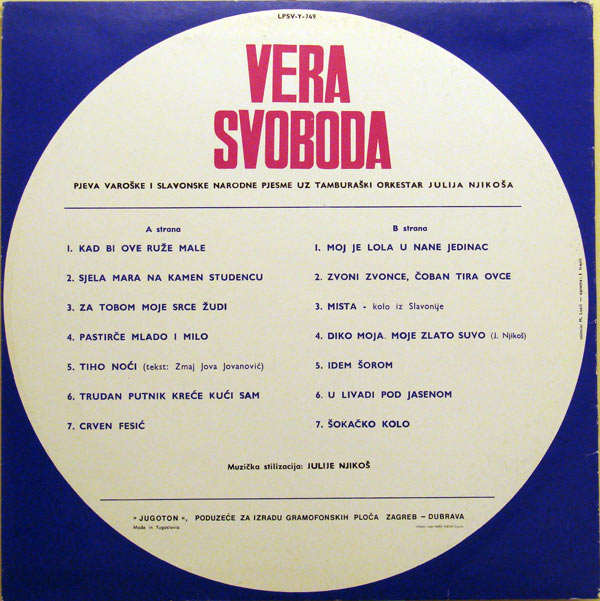 LPSV-Y-749
VERA
SVOBODA
PJEVA VAROŠKE I SLAVONSKE NARODNE PJESME UZ TAMBURAŠKI ORKESTAR JULIJA NJIKOŠA
A strana
1. KAD BI OVE RUŽE MALE
2. SJELA MARA NA KAMEN STUDENCU
3. ZA TOBOM MOJE SRCE ŽUDI
4. PASTIRČE MLADO I MILO
5. TIHO NOĆI (tekst: Zmaj Jova Jovanović)
6. TRUDAN PUTNIK KREĆE KUĆI SAM
7. CRVEN FESIĆ
B strana
1. MOJ JE LOLA U NANE JEDINAC
2. ZVONI ZVONCE, ČOBAN TIRA OVCE
3. MISTA - kolo iz Slavonije
4. DIKO MOJA, MOJE ZLATO SUVO (J. Njikoš)
5. IDEM ŠOROM
6. U LIVADI POD JASENOM
7. ŠOKAČKO KOLO
Muzička stilizacija: JULIJE NJIKOŠ
"JUGOTON", PODUZEĆE ZA IZRADU GRAMOFONSKIH PLOČA ZAGREB – DUBRAVA
Made in Yugoslavia